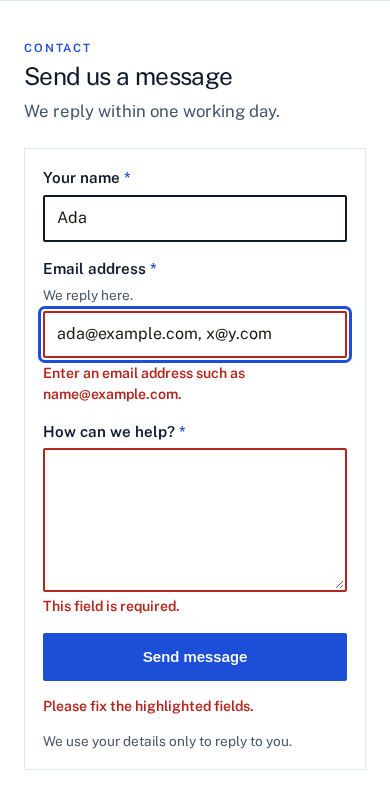 CONTACT
Send us a message
We reply within one working day.
Your name *
Ada
Email address *
We reply here.
ada@example.com, x@y.com
Enter an email address such as
name@example.com.
How can we help? *
This field is required.
Send message
Please fix the highlighted fields.
We use your details only to reply to you.